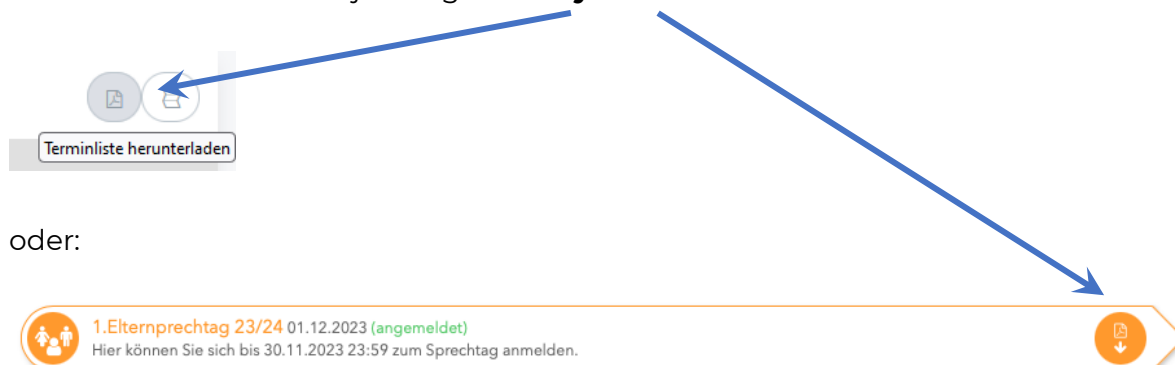 Terminliste herunterladen
oder:
1.Elternprechtag 23/24 01.12.2023 (angemeldet)
Hier können Sie sich bis 30.11.2023 23:59 zum Sprechtag anmelden.